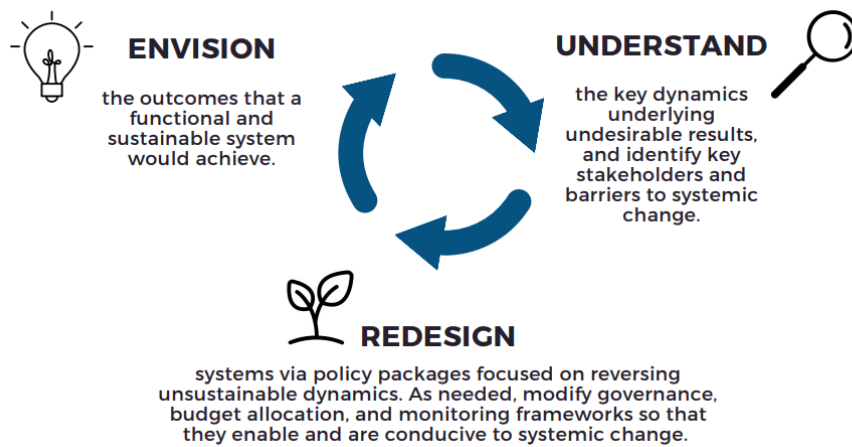 ENVISION
the outcomes that a
functional and
sustainable system
would achieve.
UNDERSTAND
the key dynamics
underlying
undesirable results,
and identify key
stakeholders and
barriers to systemic
change.
REDESIGN
systems via policy packages focused on reversing
unsustainable dynamics. As needed, modify governance,
budget allocation, and monitoring frameworks so that
they enable and are conducive to systemic change.